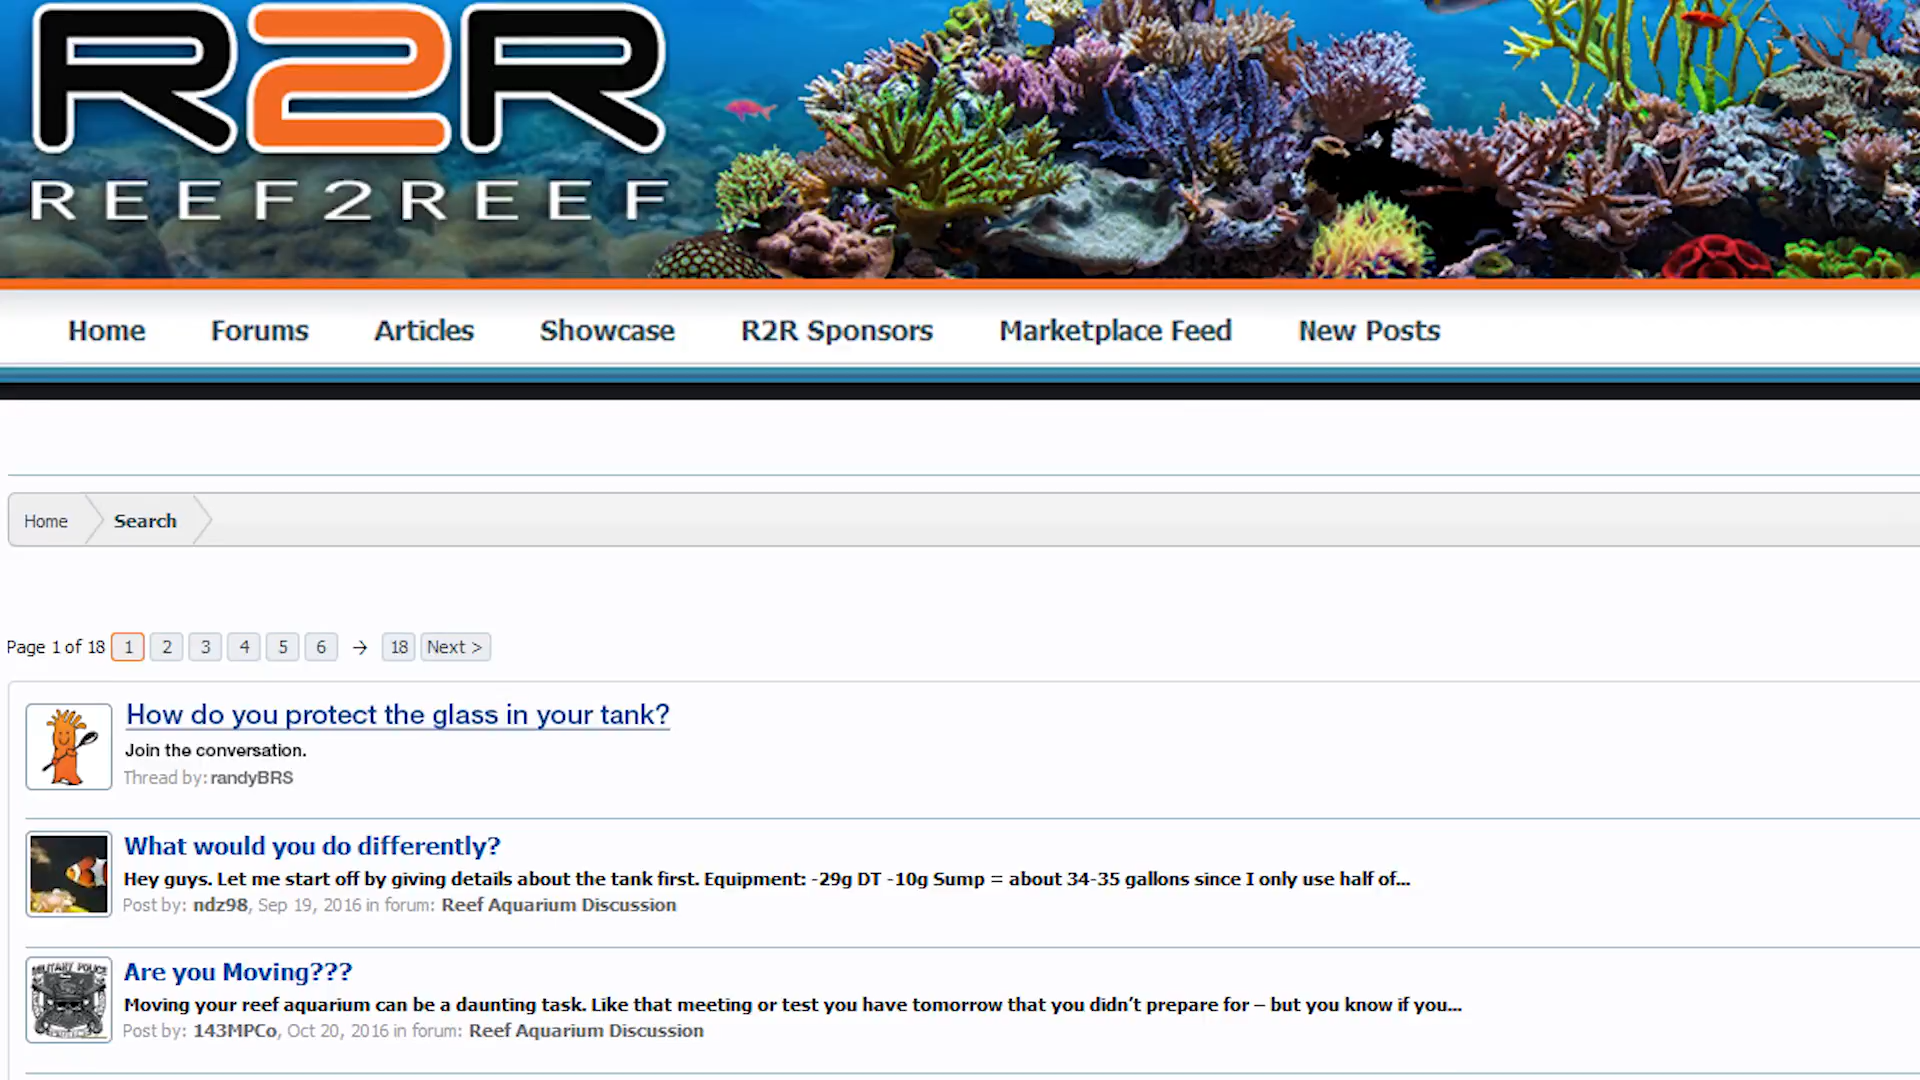 R2R
REEF2REEF
Home Forums Articles Showcase R2R Sponsors Marketplace Feed New Posts
Home Search
Page 1 of 18 1 2 3 4 5 6 → 18 Next >
How do you protect the glass in your tank?
Join the conversation.
Thread by: randyBRS
What would you do differently?
Hey guys. Let me start off by giving details about the tank first. Equipment: -29g DT -10g Sump = about 34-35 gallons since I only use half of...
Post by: ndz98, Sep 19, 2016 in forum: Reef Aquarium Discussion
MILITARY POLICE
Are you Moving???
Moving your reef aquarium can be a daunting task. Like that meeting or test you have tomorrow that you didn’t prepare for – but you know if you...
Post by: 143MPCo, Oct 20, 2016 in forum: Reef Aquarium Discussion